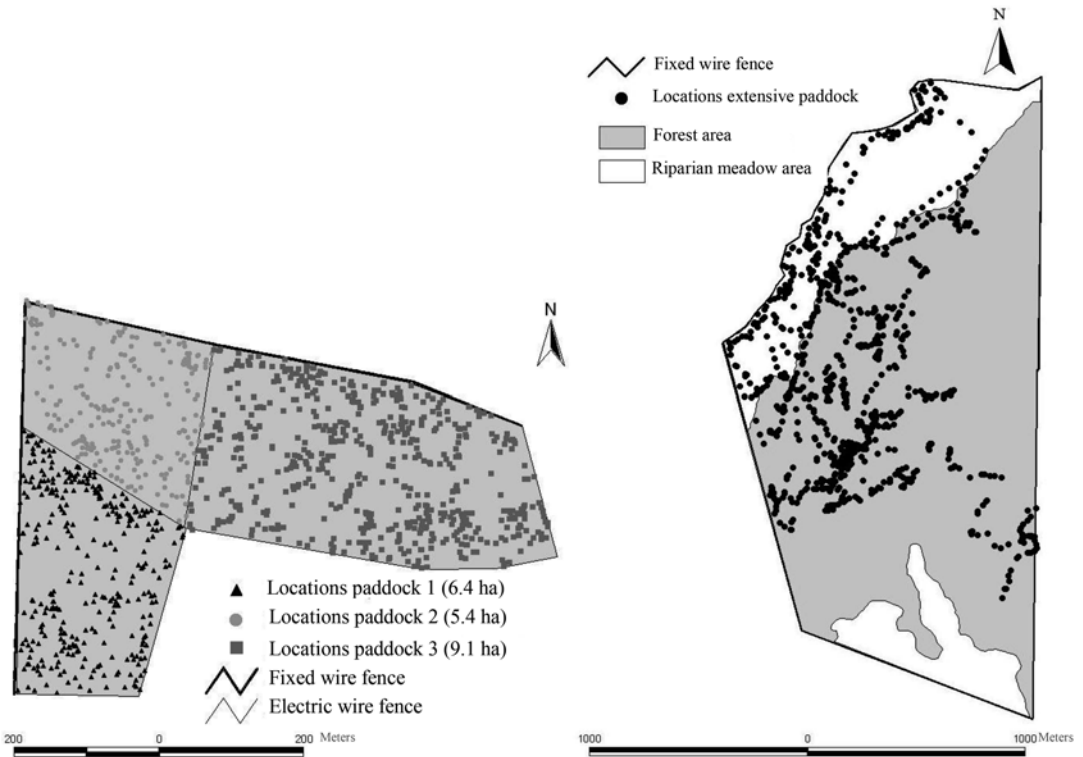 N
Fixed wire fence
Locations extensive paddock
Forest area
Riparian meadow area
N
Locations paddock 1 (6.4 ha)
Locations paddock 2 (5.4 ha)
Locations paddock 3 (9.1 ha)
Fixed wire fence
Electric wire fence
200 0 200 Meters
1000 0 1000 Meters